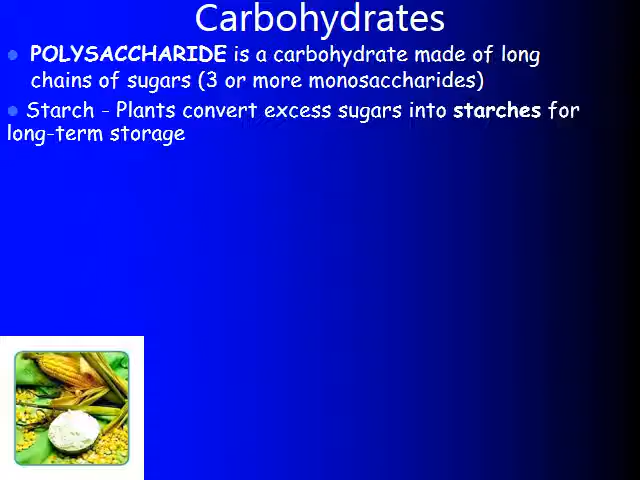 Carbohydrates
POLYSACCHARIDE is a carbohydrate made of long
chains of sugars (3 or more monosaccharides)
Starch - Plants convert excess sugars into starches for
long-term storage